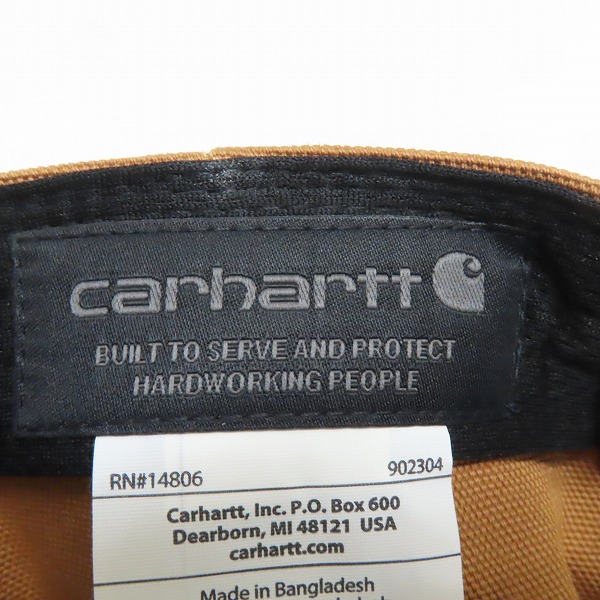 carhartt
BUILT TO SERVE AND PROTECT
HARDWORKING PEOPLE
RN#14806 902304
Carhartt, Inc. P.O. Box 600
Dearborn, MI 48121 USA
carhartt.com
Made in Bangladesh